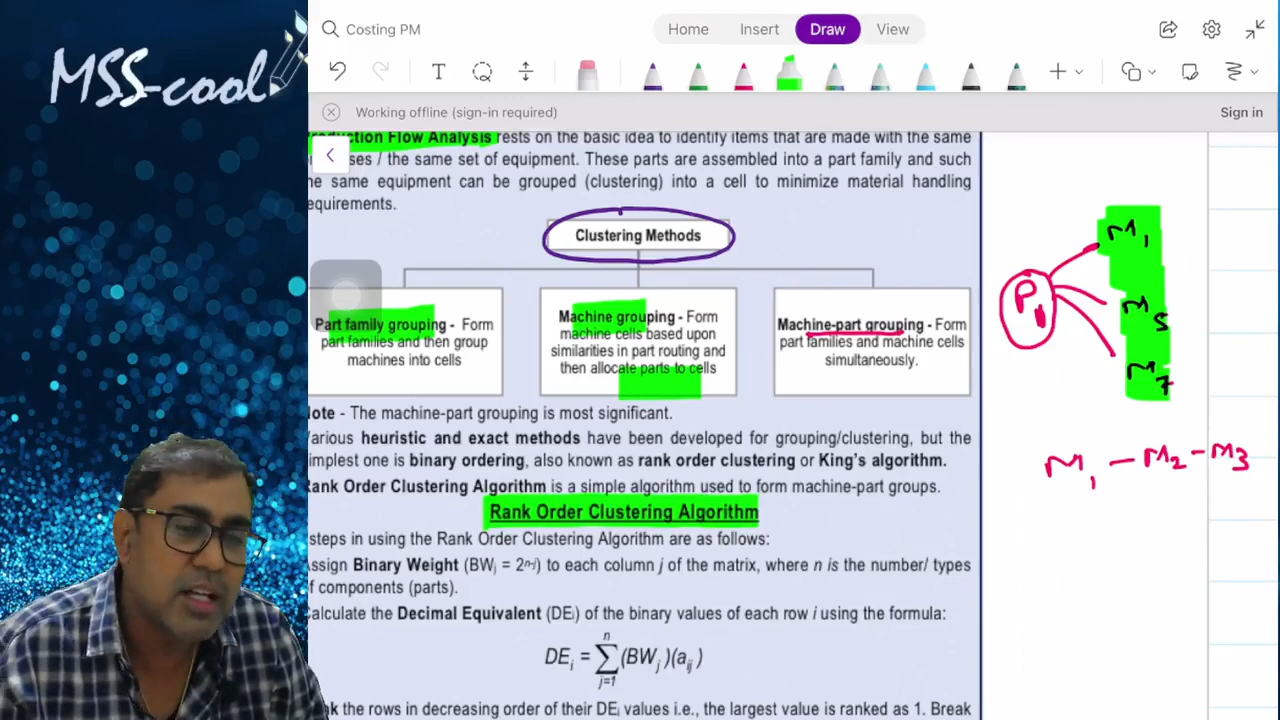 MSS-cool
Costing PM
Home Insert Draw View
Working offline (sign-in required) Sign in
Production Flow Analysis rests on the basic idea to identify items that are made with the same
ses / the same set of equipment. These parts are assembled into a part family and such
he same equipment can be grouped (clustering) into a cell to minimize material handling
equirements.
Clustering Methods
Part family grouping - Form
part families and then group
machines into cells
Machine grouping - Form
machine cells based upon
similarities in part routing and
then allocate parts to cells
Machine-part grouping - Form
part families and machine cells
simultaneously.
ote - The machine-part grouping is most significant.
arious heuristic and exact methods have been developed for grouping/clustering, but the
implest one is binary ordering, also known as rank order clustering or King's algorithm.
Rank Order Clustering Algorithm is a simple algorithm used to form machine-part groups.
Rank Order Clustering Algorithm
steps in using the Rank Order Clustering Algorithm are as follows:
Assign Binary Weight (BWj = 2ⁿ⁻ʲ) to each column j of the matrix, where n is the number/ types
f components (parts).
Calculate the Decimal Equivalent (DEi) of the binary values of each row i using the formula:
n
DEi = ∑(BWj)(aij)
j=1
nk the rows in decreasing order of their DEi values i.e., the largest value is ranked as 1. Break
P1
M1
M5
M7
M1 - M2 - M3